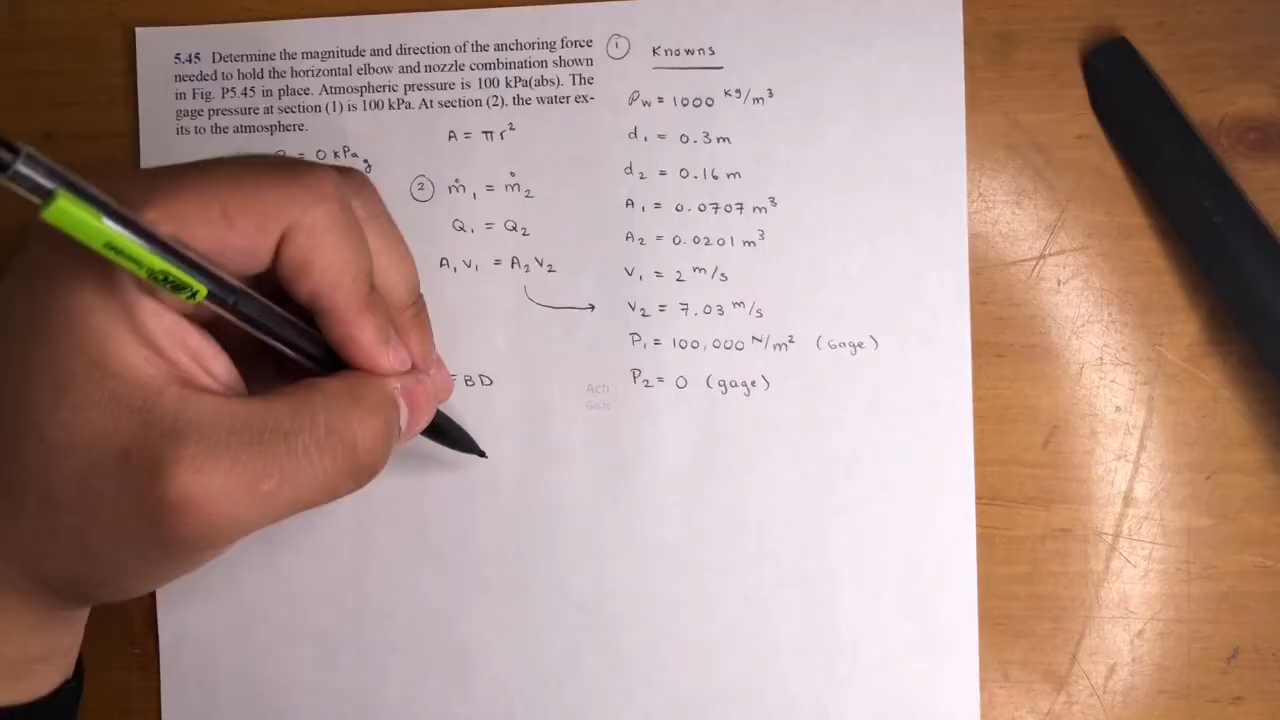 5.45 Determine the magnitude and direction of the anchoring force
needed to hold the horizontal elbow and nozzle combination shown
in Fig. P5.45 in place. Atmospheric pressure is 100 kPa(abs). The
gage pressure at section (1) is 100 kPa. At section (2), the water ex-
its to the atmosphere.
= 0 kPa g
A = πr²
② ṁ₁ = ṁ₂
Q₁ = Q₂
A₁V₁ = A₂V₂
FBD
① Knowns
ρw = 1000 kg/m³
d₁ = 0.3 m
d₂ = 0.16 m
A₁ = 0.0707 m³
A₂ = 0.0201 m³
V₁ = 2 m/s
V₂ = 7.03 m/s
P₁ = 100,000 N/m² (Gage)
P₂ = 0 (gage)
Acti